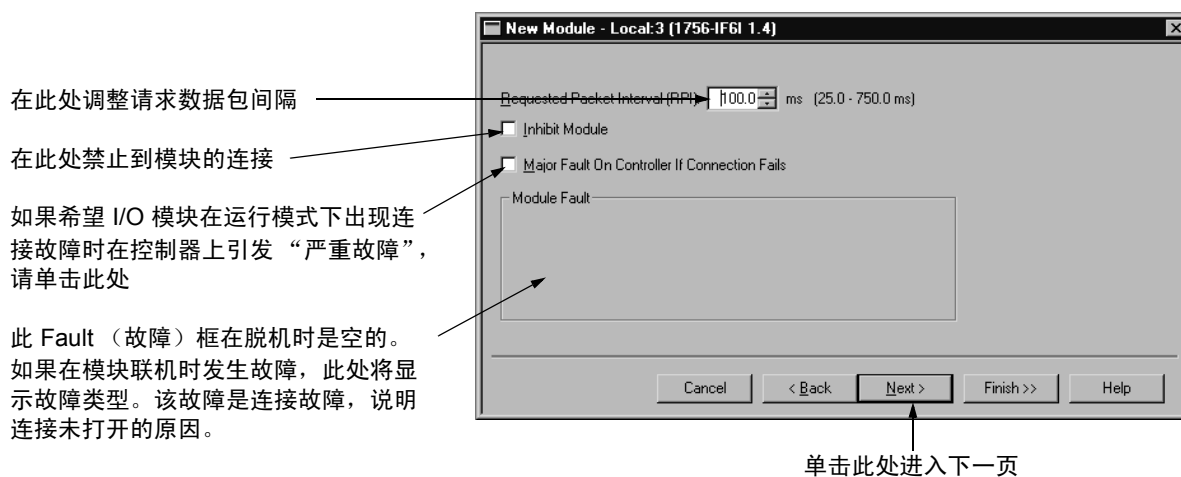 New Module - Local:3 (1756-IF6I 1.4)
在此处调整请求数据包间隔
Requested Packet Interval (RPI) 100.0 ms (25.0 - 750.0 ms)
Inhibit Module
在此处禁止到模块的连接
Major Fault On Controller If Connection Fails
Module Fault
如果希望 I/O 模块在运行模式下出现连
接故障时在控制器上引发 “严重故障”，
请单击此处
此 Fault （故障）框在脱机时是空的。
如果在模块联机时发生故障，此处将显
示故障类型。该故障是连接故障，说明
连接未打开的原因。
Cancel < Back Next > Finish >> Help
单击此处进入下一页